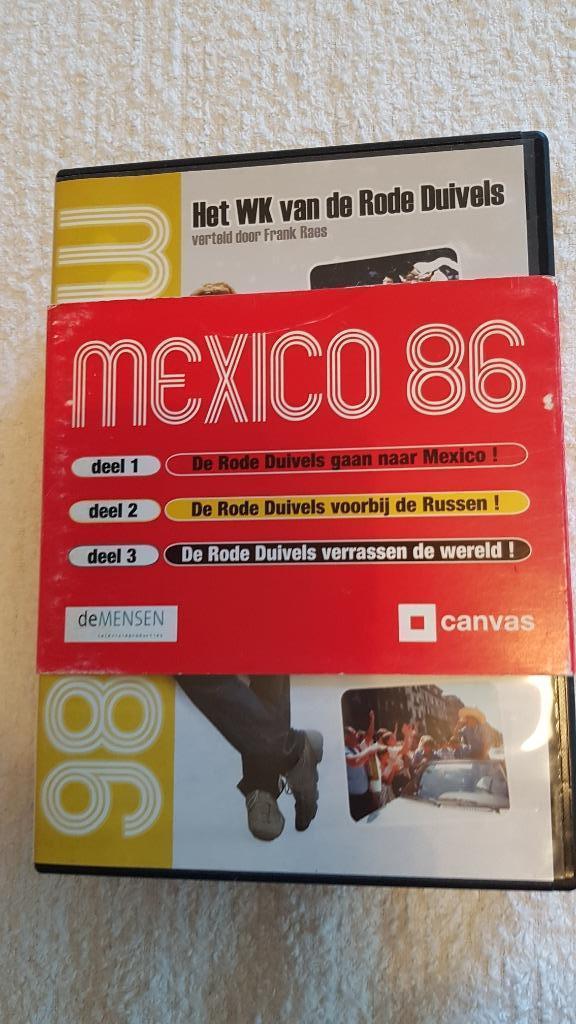 Het WK van de Rode Duivels
verteld door Frank Raes
M
MEXICO 86
deel 1 De Rode Duivels gaan naar Mexico !
deel 2 De Rode Duivels voorbij de Russen !
deel 3 De Rode Duivels verrassen de wereld !
deMENSEN
televisieproducties
canvas
86